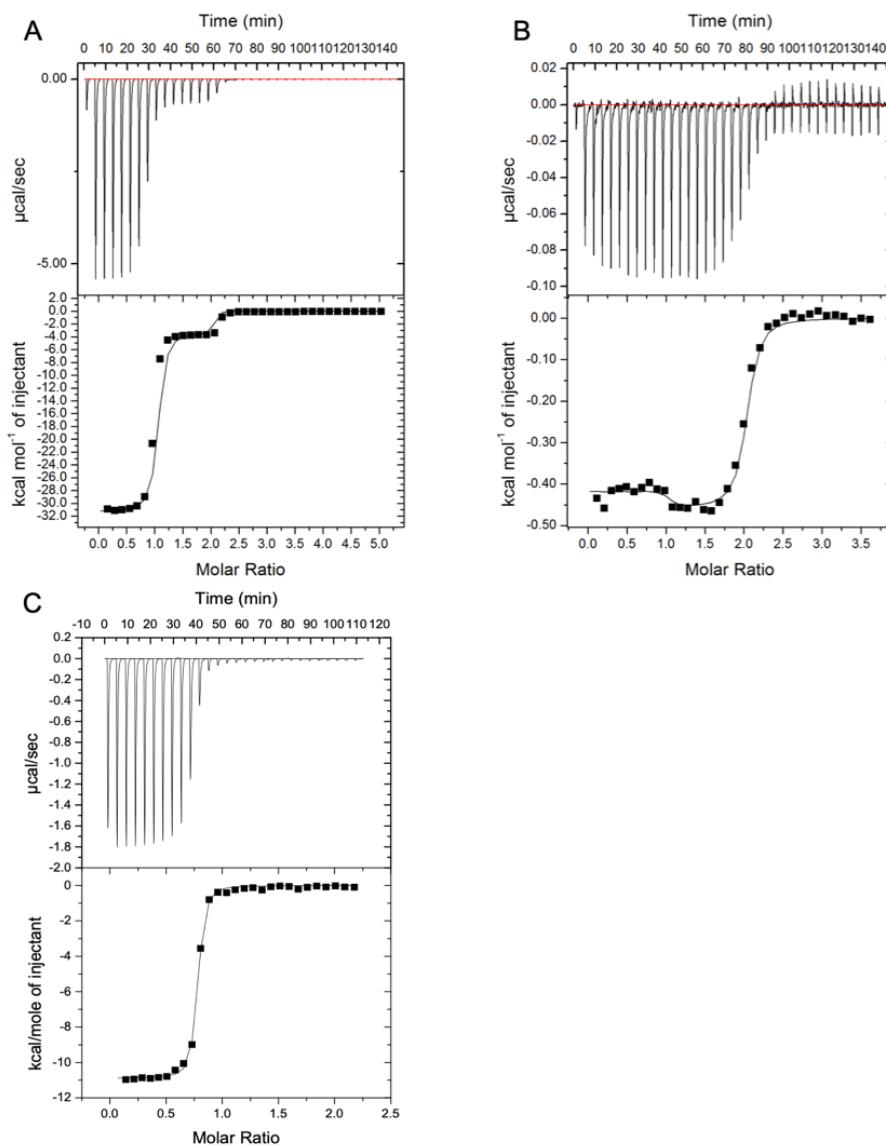 A
Time (min)
0 10 20 30 40 50 60 70 80 90 100110120130140
0.00
-5.00
µcal/sec
2.0
0.0
-2.0
-4.0
-6.0
-8.0
-10.0
-12.0
-14.0
-16.0
-18.0
-20.0
-22.0
-24.0
-26.0
-28.0
-30.0
-32.0
kcal mol⁻¹ of injectant
0.0 0.5 1.0 1.5 2.0 2.5 3.0 3.5 4.0 4.5 5.0
Molar Ratio
B
Time (min)
0 10 20 30 40 50 60 70 80 90 100110120130140
0.02
0.00
-0.02
-0.04
-0.06
-0.08
-0.10
µcal/sec
0.00
-0.10
-0.20
-0.30
-0.40
-0.50
kcal mol⁻¹ of injectant
0.0 0.5 1.0 1.5 2.0 2.5 3.0 3.5
Molar Ratio
C
Time (min)
-10 0 10 20 30 40 50 60 70 80 90 100 110 120
0.2
0.0
-0.2
-0.4
-0.6
-0.8
-1.0
-1.2
-1.4
-1.6
-1.8
-2.0
µcal/sec
0
-2
-4
-6
-8
-10
-12
kcal/mole of injectant
0.0 0.5 1.0 1.5 2.0 2.5
Molar Ratio